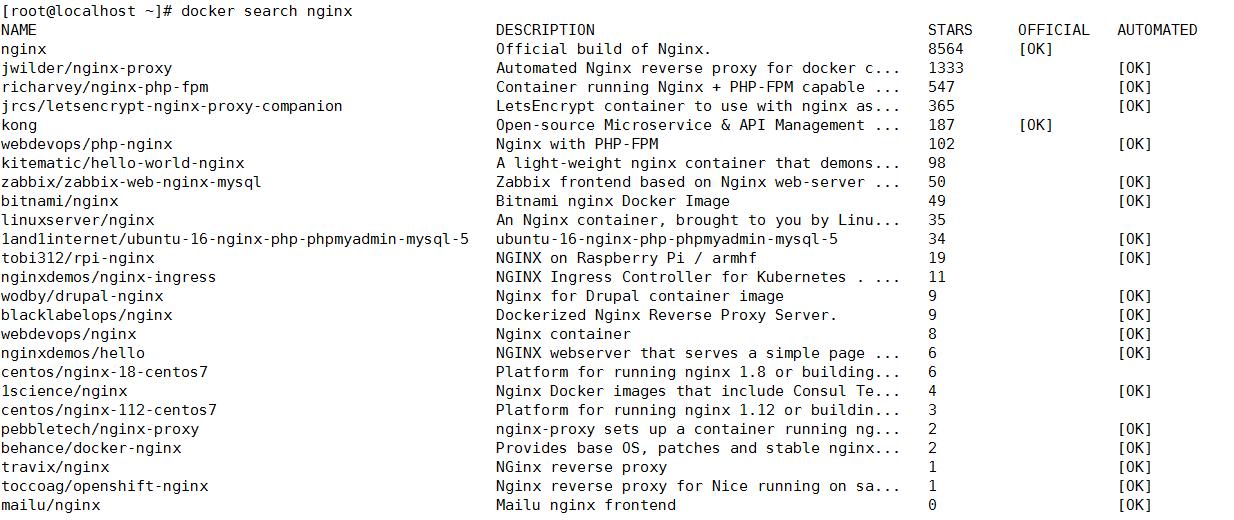 [root@localhost ~]# docker search nginx
NAME DESCRIPTION STARS OFFICIAL AUTOMATED
nginx Official build of Nginx. 8564 [OK]
jwilder/nginx-proxy Automated Nginx reverse proxy for docker c... 1333 [OK]
richarvey/nginx-php-fpm Container running Nginx + PHP-FPM capable ... 547 [OK]
jrcs/letsencrypt-nginx-proxy-companion LetsEncrypt container to use with nginx as... 365 [OK]
kong Open-source Microservice & API Management ... 187 [OK]
webdevops/php-nginx Nginx with PHP-FPM 102 [OK]
kitematic/hello-world-nginx A light-weight nginx container that demons... 98
zabbix/zabbix-web-nginx-mysql Zabbix frontend based on Nginx web-server ... 50 [OK]
bitnami/nginx Bitnami nginx Docker Image 49 [OK]
linuxserver/nginx An Nginx container, brought to you by Linu... 35
1and1internet/ubuntu-16-nginx-php-phpmyadmin-mysql-5 ubuntu-16-nginx-php-phpmyadmin-mysql-5 34 [OK]
tobi312/rpi-nginx NGINX on Raspberry Pi / armhf 19 [OK]
nginxdemos/nginx-ingress NGINX Ingress Controller for Kubernetes . ... 11
wodby/drupal-nginx Nginx for Drupal container image 9 [OK]
blacklabelops/nginx Dockerized Nginx Reverse Proxy Server. 9 [OK]
webdevops/nginx Nginx container 8 [OK]
nginxdemos/hello NGINX webserver that serves a simple page ... 6 [OK]
centos/nginx-18-centos7 Platform for running nginx 1.8 or building... 6
1science/nginx Nginx Docker images that include Consul Te... 4 [OK]
centos/nginx-112-centos7 Platform for running nginx 1.12 or buildin... 3
pebbletech/nginx-proxy nginx-proxy sets up a container running ng... 2 [OK]
behance/docker-nginx Provides base OS, patches and stable nginx... 2 [OK]
travix/nginx NGinx reverse proxy 1 [OK]
toccoag/openshift-nginx Nginx reverse proxy for Nice running on sa... 1 [OK]
mailu/nginx Mailu nginx frontend 0 [OK]